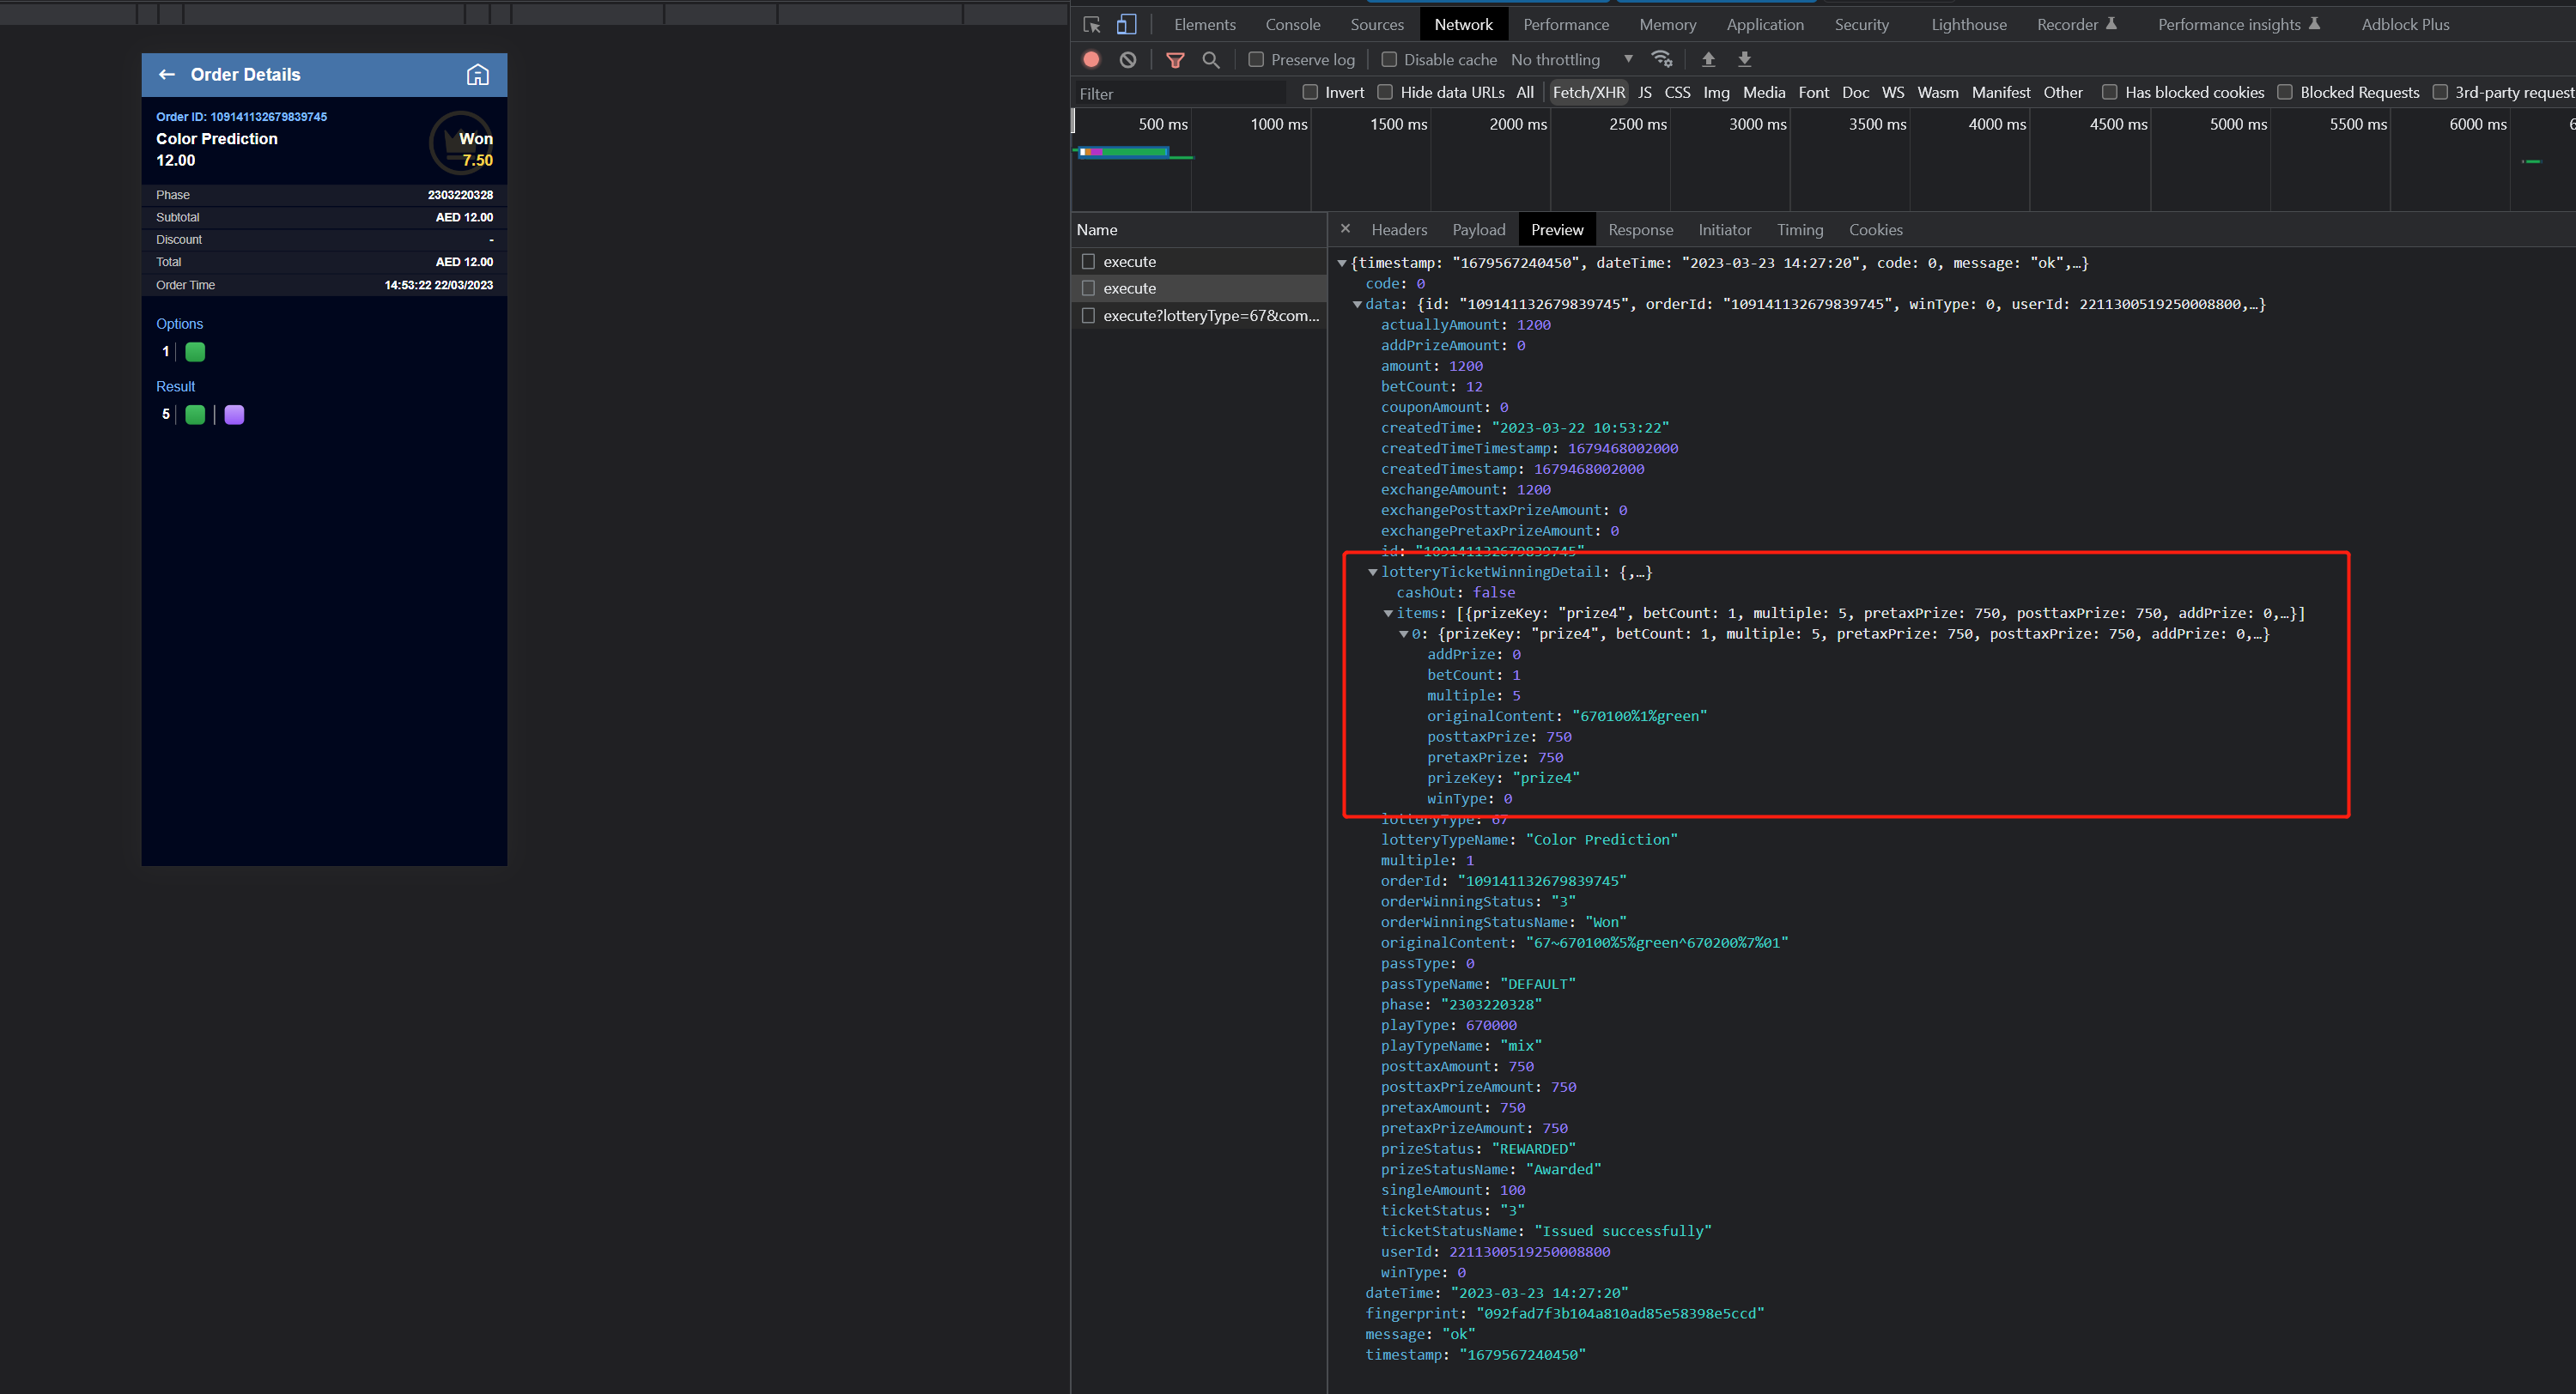 Order Details
Order ID: 109141132679839745
Color Prediction Won
12.00 7.50
Phase 2303220328
Subtotal AED 12.00
Discount -
Total AED 12.00
Order Time 14:53:22 22/03/2023
Options
1
Result
5
Elements Console Sources Network Performance Memory Application Security Lighthouse Recorder Performance insights Adblock Plus
Preserve log Disable cache No throttling
Filter Invert Hide data URLs All Fetch/XHR JS CSS Img Media Font Doc WS Wasm Manifest Other Has blocked cookies Blocked Requests 3rd-party request
500 ms 1000 ms 1500 ms 2000 ms 2500 ms 3000 ms 3500 ms 4000 ms 4500 ms 5000 ms 5500 ms 6000 ms
Name
execute
execute
execute?lotteryType=67&com...
× Headers Payload Preview Response Initiator Timing Cookies
{timestamp: "1679567240450", dateTime: "2023-03-23 14:27:20", code: 0, message: "ok",…}
code: 0
data: {id: "109141132679839745", orderId: "109141132679839745", winType: 0, userId: 2211300519250008800,…}
actuallyAmount: 1200
addPrizeAmount: 0
amount: 1200
betCount: 12
couponAmount: 0
createdTime: "2023-03-22 10:53:22"
createdTimeTimestamp: 1679468002000
createdTimestamp: 1679468002000
exchangeAmount: 1200
exchangePosttaxPrizeAmount: 0
exchangePretaxPrizeAmount: 0
id: "109141132679839745"
lotteryTicketWinningDetail: {,…}
cashOut: false
items: [{prizeKey: "prize4", betCount: 1, multiple: 5, pretaxPrize: 750, posttaxPrize: 750, addPrize: 0,…}]
0: {prizeKey: "prize4", betCount: 1, multiple: 5, pretaxPrize: 750, posttaxPrize: 750, addPrize: 0,…}
addPrize: 0
betCount: 1
multiple: 5
originalContent: "670100%1%green"
posttaxPrize: 750
pretaxPrize: 750
prizeKey: "prize4"
winType: 0
lotteryType: 67
lotteryTypeName: "Color Prediction"
multiple: 1
orderId: "109141132679839745"
orderWinningStatus: "3"
orderWinningStatusName: "Won"
originalContent: "67~670100%5%green^670200%7%01"
passType: 0
passTypeName: "DEFAULT"
phase: "2303220328"
playType: 670000
playTypeName: "mix"
posttaxAmount: 750
posttaxPrizeAmount: 750
pretaxAmount: 750
pretaxPrizeAmount: 750
prizeStatus: "REWARDED"
prizeStatusName: "Awarded"
singleAmount: 100
ticketStatus: "3"
ticketStatusName: "Issued successfully"
userId: 2211300519250008800
winType: 0
dateTime: "2023-03-23 14:27:20"
fingerprint: "092fad7f3b104a810ad85e58398e5ccd"
message: "ok"
timestamp: "1679567240450"